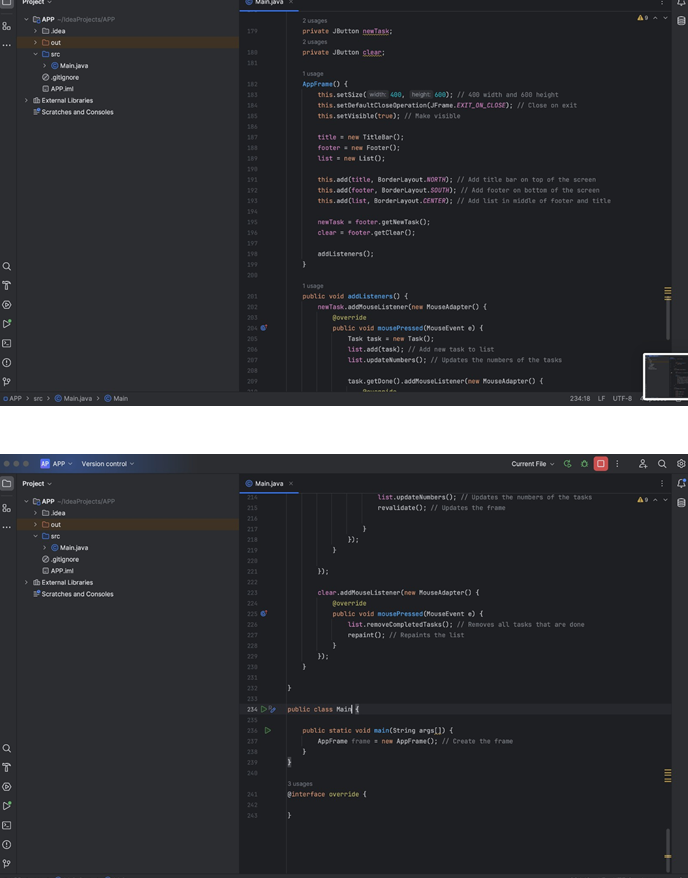 Project
Main.java
APP ~/IdeaProjects/APP
.idea
out
src
Main.java
.gitignore
APP.iml
External Libraries
Scratches and Consoles
9
2 usages
179 private JButton newTask;
2 usages
180 private JButton clear;
181
1 usage
182 AppFrame() {
183 this.setSize( width: 400, height: 600); // 400 width and 600 height
184 this.setDefaultCloseOperation(JFrame.EXIT_ON_CLOSE); // Close on exit
185 this.setVisible(true); // Make visible
186
187 title = new TitleBar();
188 footer = new Footer();
189 list = new List();
190
191 this.add(title, BorderLayout.NORTH); // Add title bar on top of the screen
192 this.add(footer, BorderLayout.SOUTH); // Add footer on bottom of the screen
193 this.add(list, BorderLayout.CENTER); // Add list in middle of footer and title
194
195 newTask = footer.getNewTask();
196 clear = footer.getClear();
197
198 addListeners();
199 }
200
1 usage
201 public void addListeners() {
202 newTask.addMouseListener(new MouseAdapter() {
203 @override
204 public void mousePressed(MouseEvent e) {
205 Task task = new Task();
206 list.add(task); // Add new task to list
207 list.updateNumbers(); // Updates the numbers of the tasks
208
209 task.getDone().addMouseListener(new MouseAdapter() {
APP > src > Main.java > Main
234:18 LF UTF-8
AP APP Version control
Current File
Project
Main.java
APP ~/IdeaProjects/APP
.idea
out
src
Main.java
.gitignore
APP.iml
External Libraries
Scratches and Consoles
9
214 list.updateNumbers(); // Updates the numbers of the tasks
215 revalidate(); // Updates the frame
216
217 }
218 });
219 }
220
221 });
222
223 clear.addMouseListener(new MouseAdapter() {
224 @override
225 public void mousePressed(MouseEvent e) {
226 list.removeCompletedTasks(); // Removes all tasks that are done
227 repaint(); // Repaints the list
228 }
229 });
230 }
231
232 }
233
234 public class Main {
235
236 public static void main(String args[]) {
237 AppFrame frame = new AppFrame(); // Create the frame
238 }
239 }
240
3 usages
241 @interface override {
242
243 }